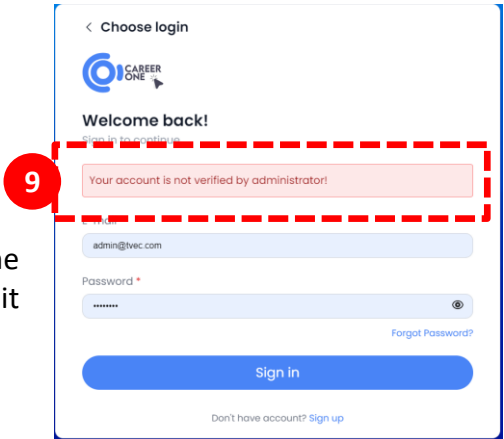 < Choose login
CAREER
ONE
Welcome back!
Sign in to continue
9
Your account is not verified by administrator!
admin@tvec.com
Password *
Forgot Password?
it
Sign in
Don't have account? Sign up